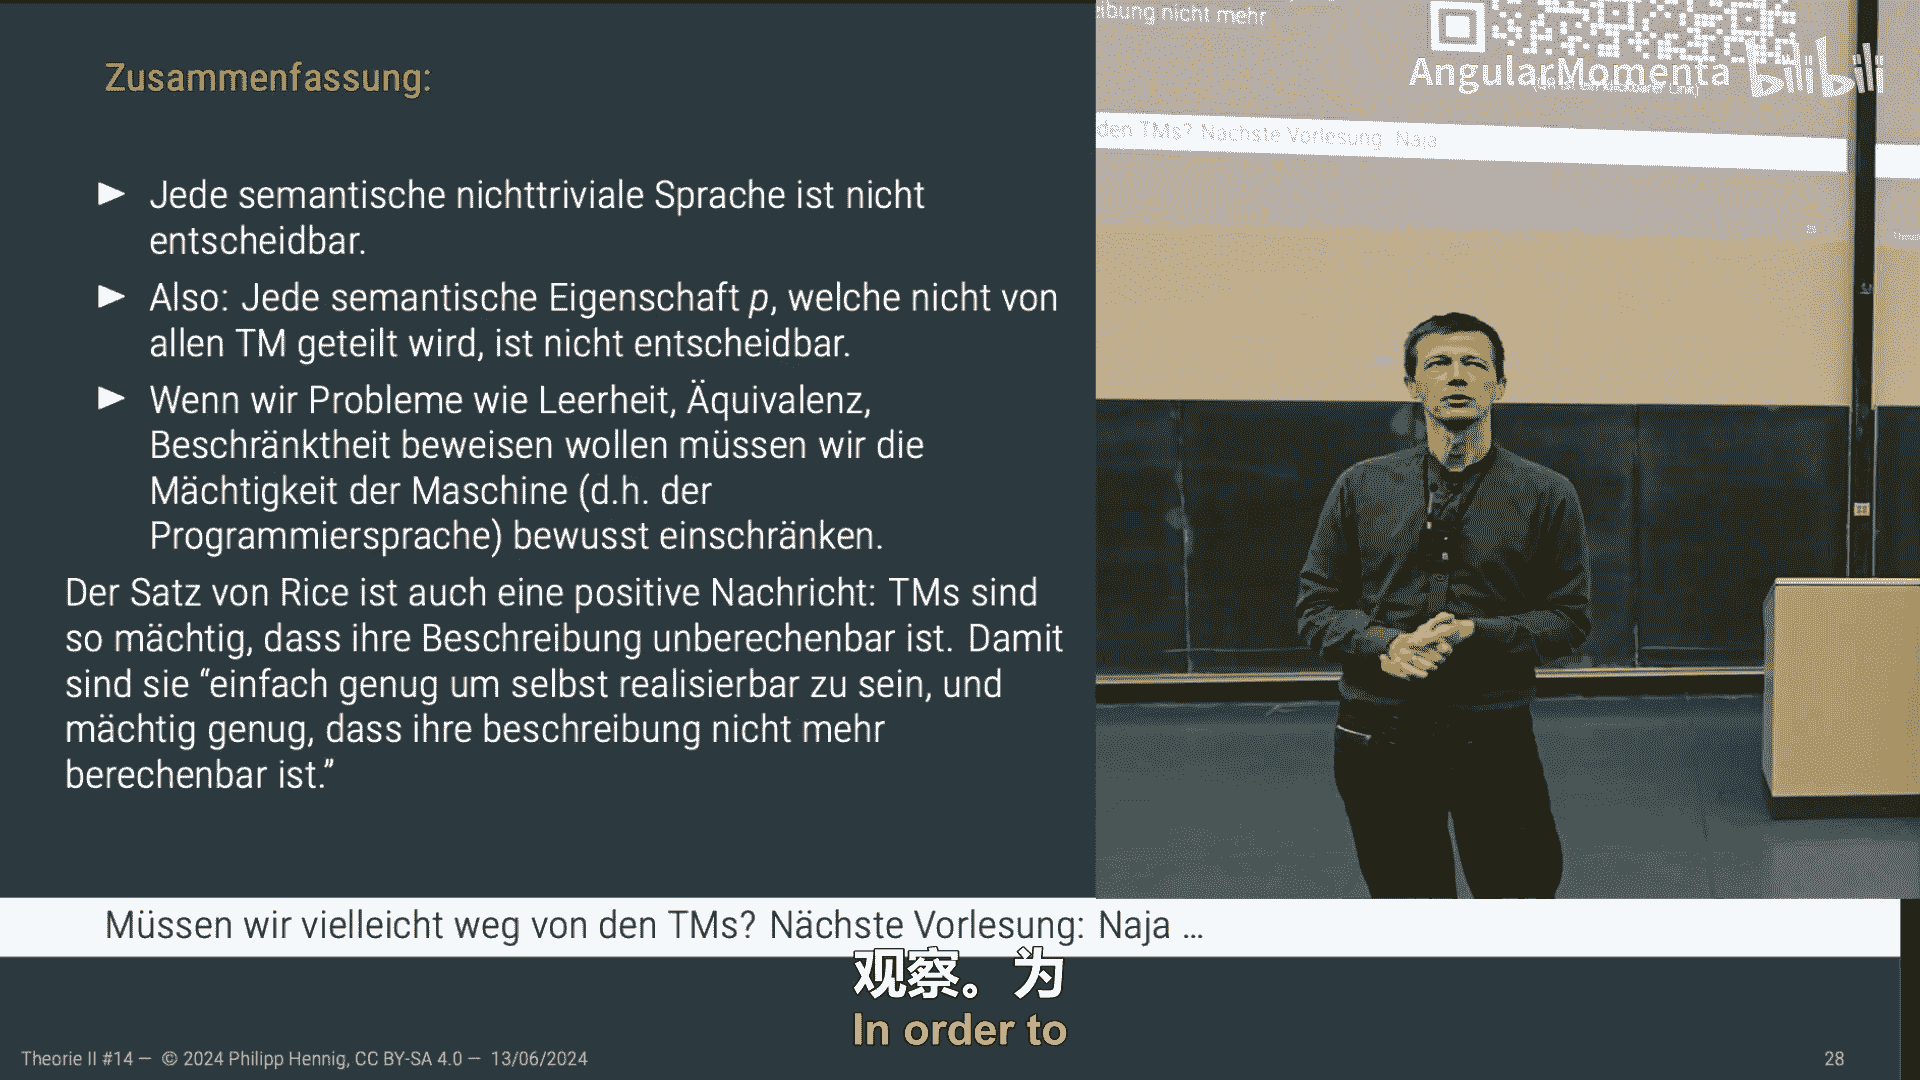 Zusammenfassung:
► Jede semantische nichttriviale Sprache ist nicht
entscheidbar.
► Also: Jede semantische Eigenschaft p, welche nicht von
allen TM geteilt wird, ist nicht entscheidbar.
► Wenn wir Probleme wie Leerheit, Äquivalenz,
Beschränktheit beweisen wollen müssen wir die
Mächtigkeit der Maschine (d.h. der
Programmiersprache) bewusst einschränken.
Der Satz von Rice ist auch eine positive Nachricht: TMs sind
so mächtig, dass ihre Beschreibung unberechenbar ist. Damit
sind sie “einfach genug um selbst realisierbar zu sein, und
mächtig genug, dass ihre beschreibung nicht mehr
berechenbar ist.”
Müssen wir vielleicht weg von den TMs? Nächste Vorlesung: Naja ...
Theorie II #14 — © 2024 Philipp Hennig, CC BY-SA 4.0 — 13/06/2024
28
nicht mehr
AngularMomenta bilibili
den TMs? Nächste Vorlesung Naja
观察。为
In order to